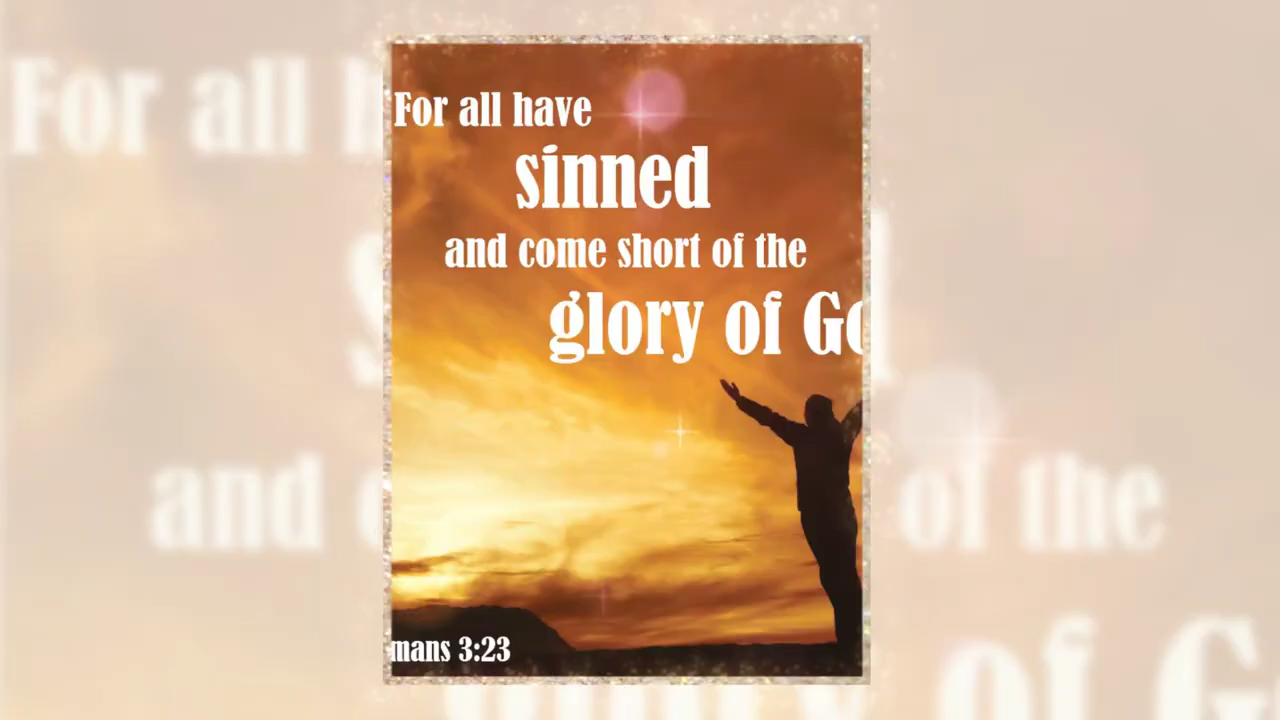 For all have
sinned
and come short of the
glory of Go
mans 3:23